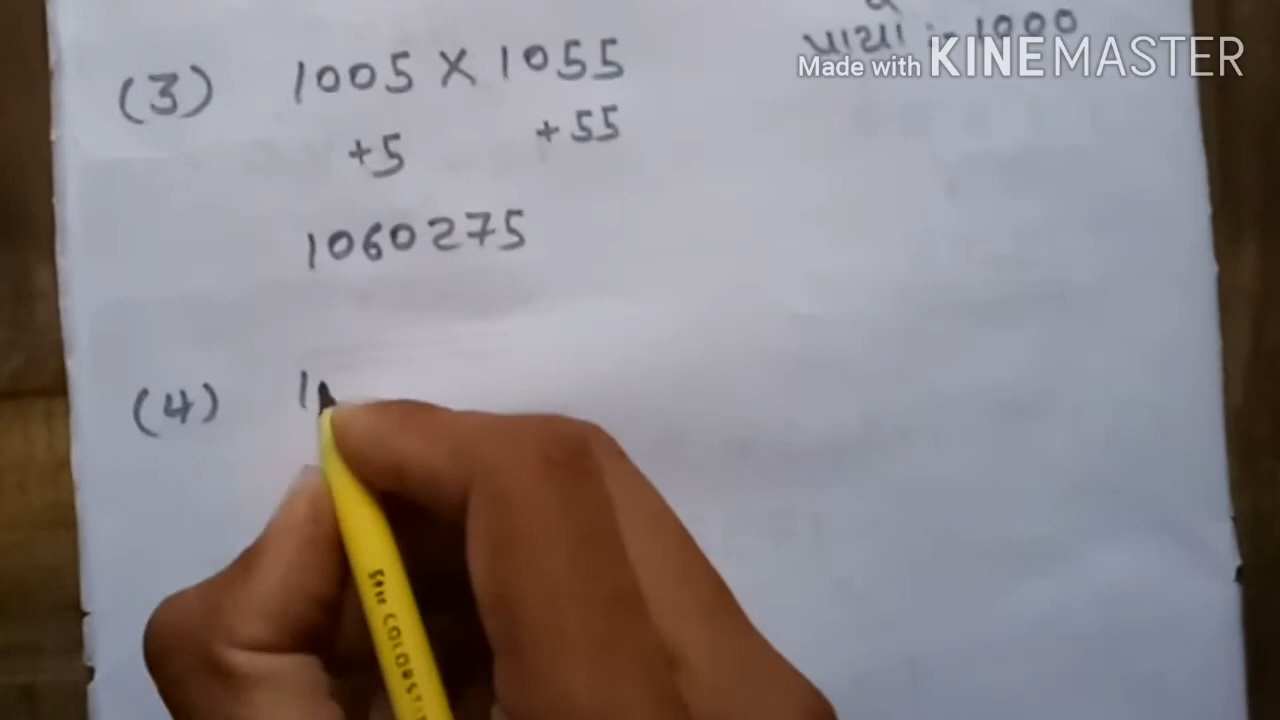 પાયો :- 1000
Made with KINEMASTER
(3) 1005 X 1055
+5 +55
1060275
(4) 1